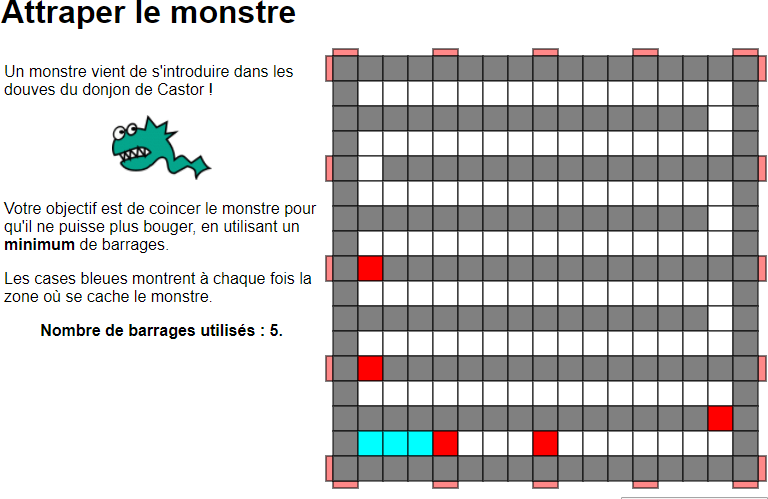 Attraper le monstre
Un monstre vient de s'introduire dans les
douves du donjon de Castor !
Votre objectif est de coincer le monstre pour
qu'il ne puisse plus bouger, en utilisant un
minimum de barrages.
Les cases bleues montrent à chaque fois la
zone où se cache le monstre.
Nombre de barrages utilisés : 5.